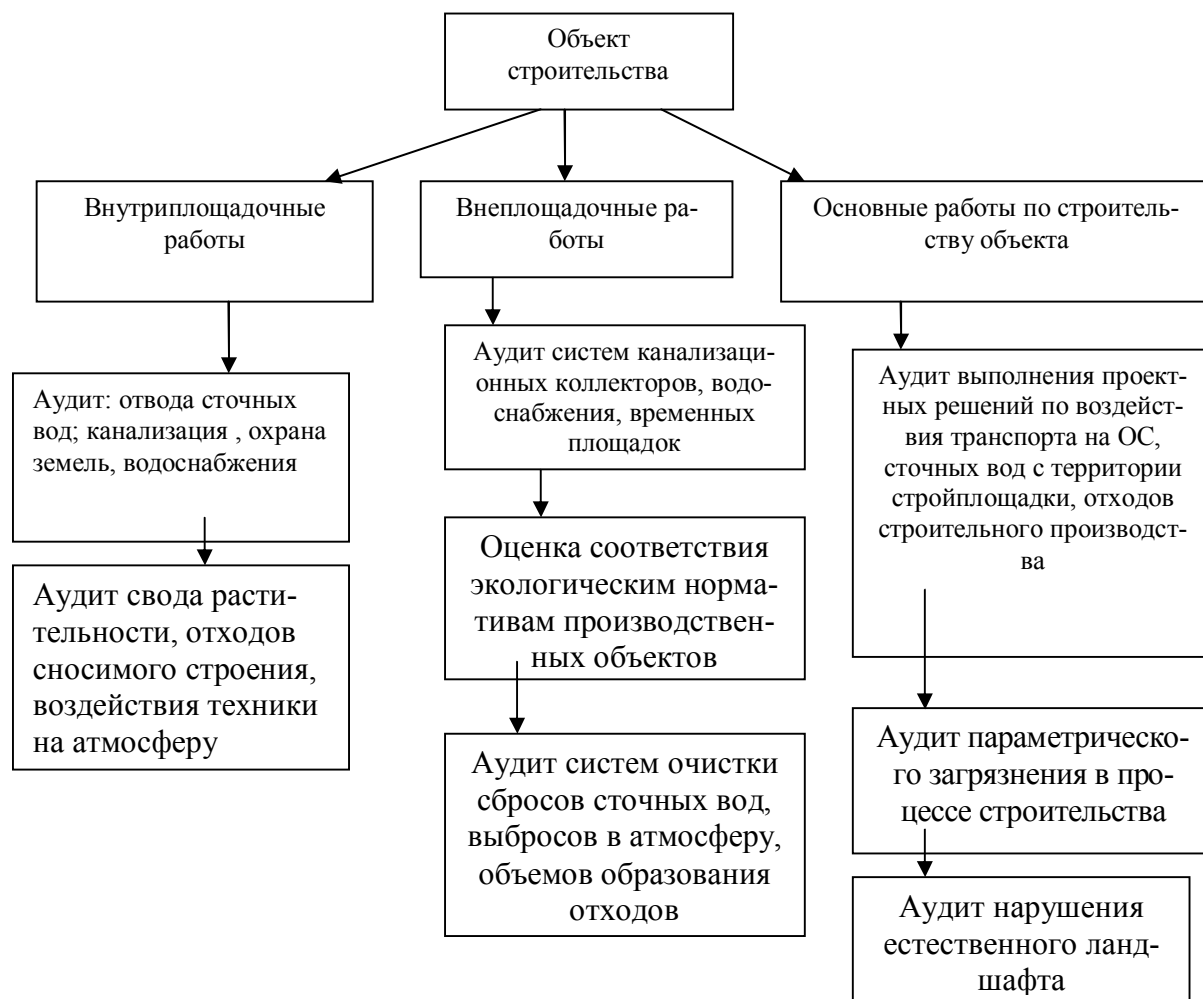 Объект
строительства
Внутриплощадочные
работы
Внеплощадочные ра-
боты
Основные работы по строитель-
ству объекта
Аудит: отвода сточных
вод; канализация , охрана
земель, водоснабжения
Аудит свода расти-
тельности, отходов
сносимого строения,
воздействия техники
на атмосферу
Аудит систем канализаци-
онных коллекторов, водо-
снабжения, временных
площадок
Оценка соответствия
экологическим норма-
тивам производствен-
ных объектов
Аудит систем очистки
сбросов сточных вод,
выбросов в атмосферу,
объемов образования
отходов
Аудит выполнения проект-
ных решений по воздейст-
вия транспорта на ОС,
сточных вод с территории
стройплощадки, отходов
строительного производст-
ва
Аудит параметрическо-
го загрязнения в про-
цессе строительства
Аудит нарушения
естественного ланд-
шафта